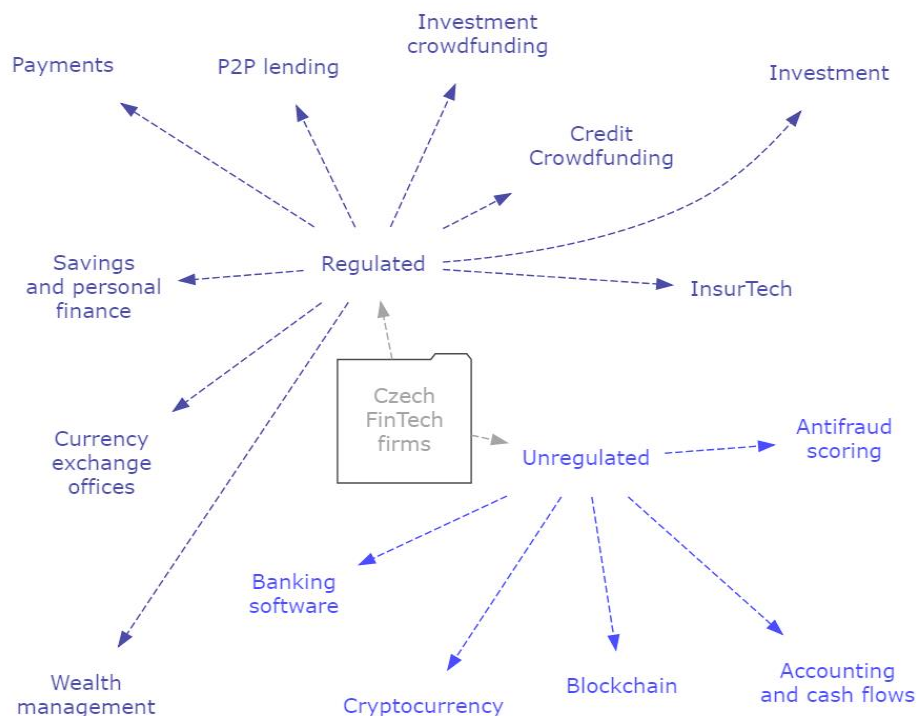 Investment
crowdfunding
Payments
P2P lending
Investment
Credit
Crowdfunding
Savings
and personal
finance
Regulated
InsurTech
Czech
FinTech
firms
Currency
exchange
offices
Unregulated
Antifraud
scoring
Banking
software
Wealth
management
Cryptocurrency
Blockchain
Accounting
and cash flows